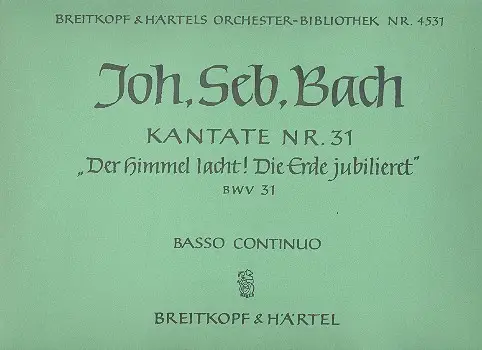 BREITKOPF & HÄRTELS ORCHESTER-BIBLIOTHEK NR. 4531
Joh. Seb. Bach
KANTATE NR. 31
„Der Himmel lacht! Die Erde jubilieret"
BWV 31
BASSO CONTINUO
BREITKOPF & HÄRTEL